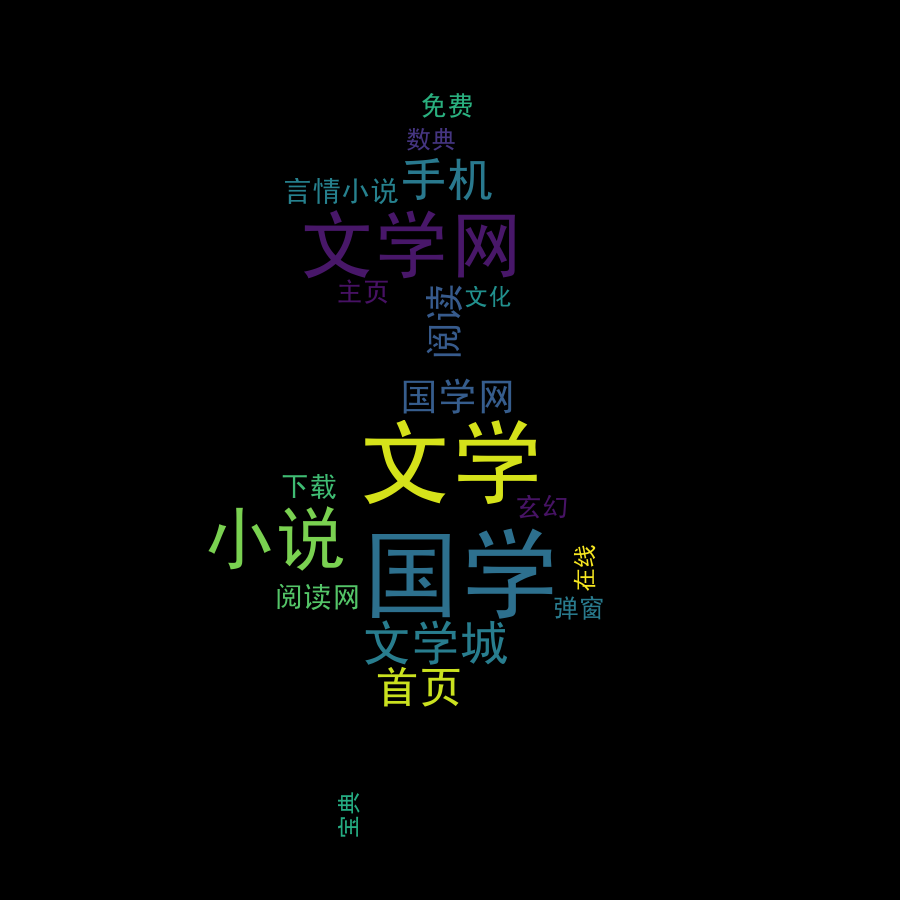 免费
数典
手机
言情小说
文学网
主页
文化
阅读
国学网
文学
下载
玄幻
小说
国学
在线
阅读网
弹窗
文学城
首页
宝典